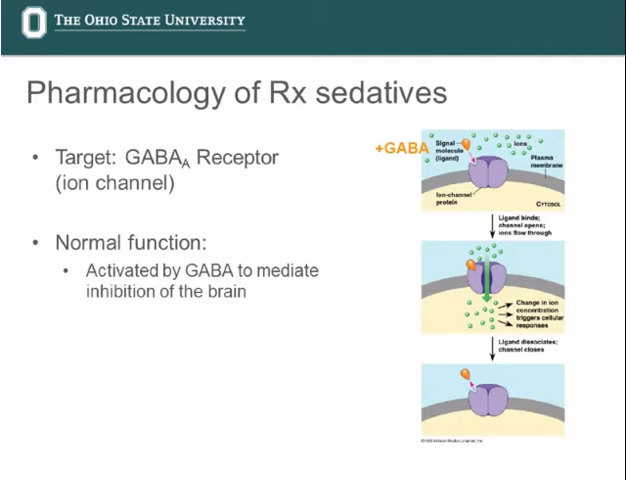 THE OHIO STATE UNIVERSITY
Pharmacology of Rx sedatives
• Target: GABAA Receptor
(ion channel)
• Normal function:
• Activated by GABA to mediate
inhibition of the brain
+GABA
Signal
molecule
(ligand)
Ions
Plasma
membrane
Ion-channel
protein
CYTOSOL
Ligand binds;
channel opens;
ions flow through
Change in ion
concentration
triggers cellular
responses
Ligand dissociates;
channel closes